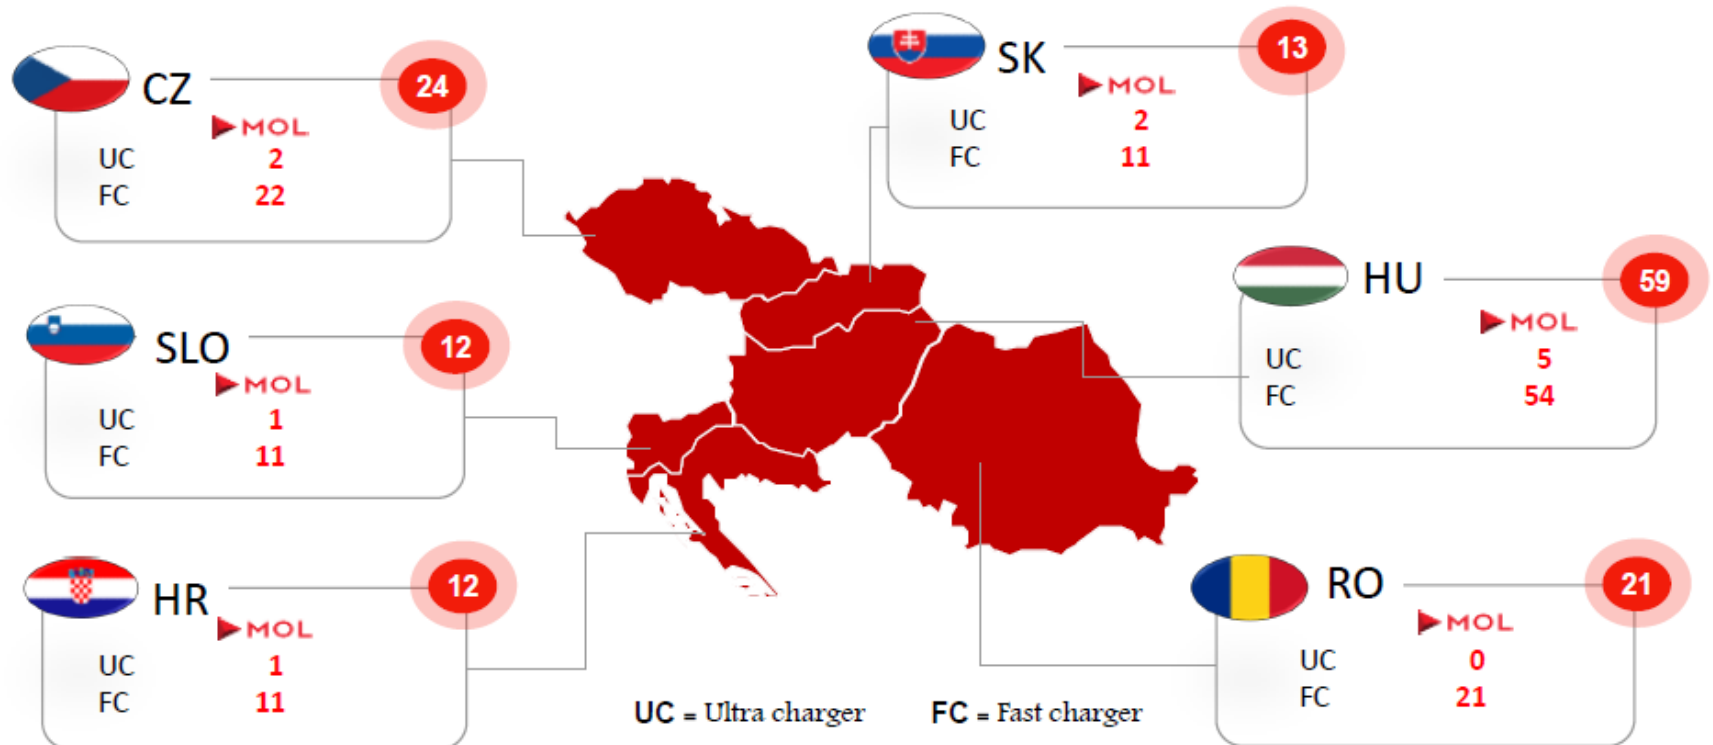 CZ 24
MOL
UC 2
FC 22
SK 13
MOL
UC 2
FC 11
SLO 12
MOL
UC 1
FC 11
HU 59
MOL
UC 5
FC 54
HR 12
MOL
UC 1
FC 11
RO 21
MOL
UC 0
FC 21
UC = Ultra charger FC = Fast charger